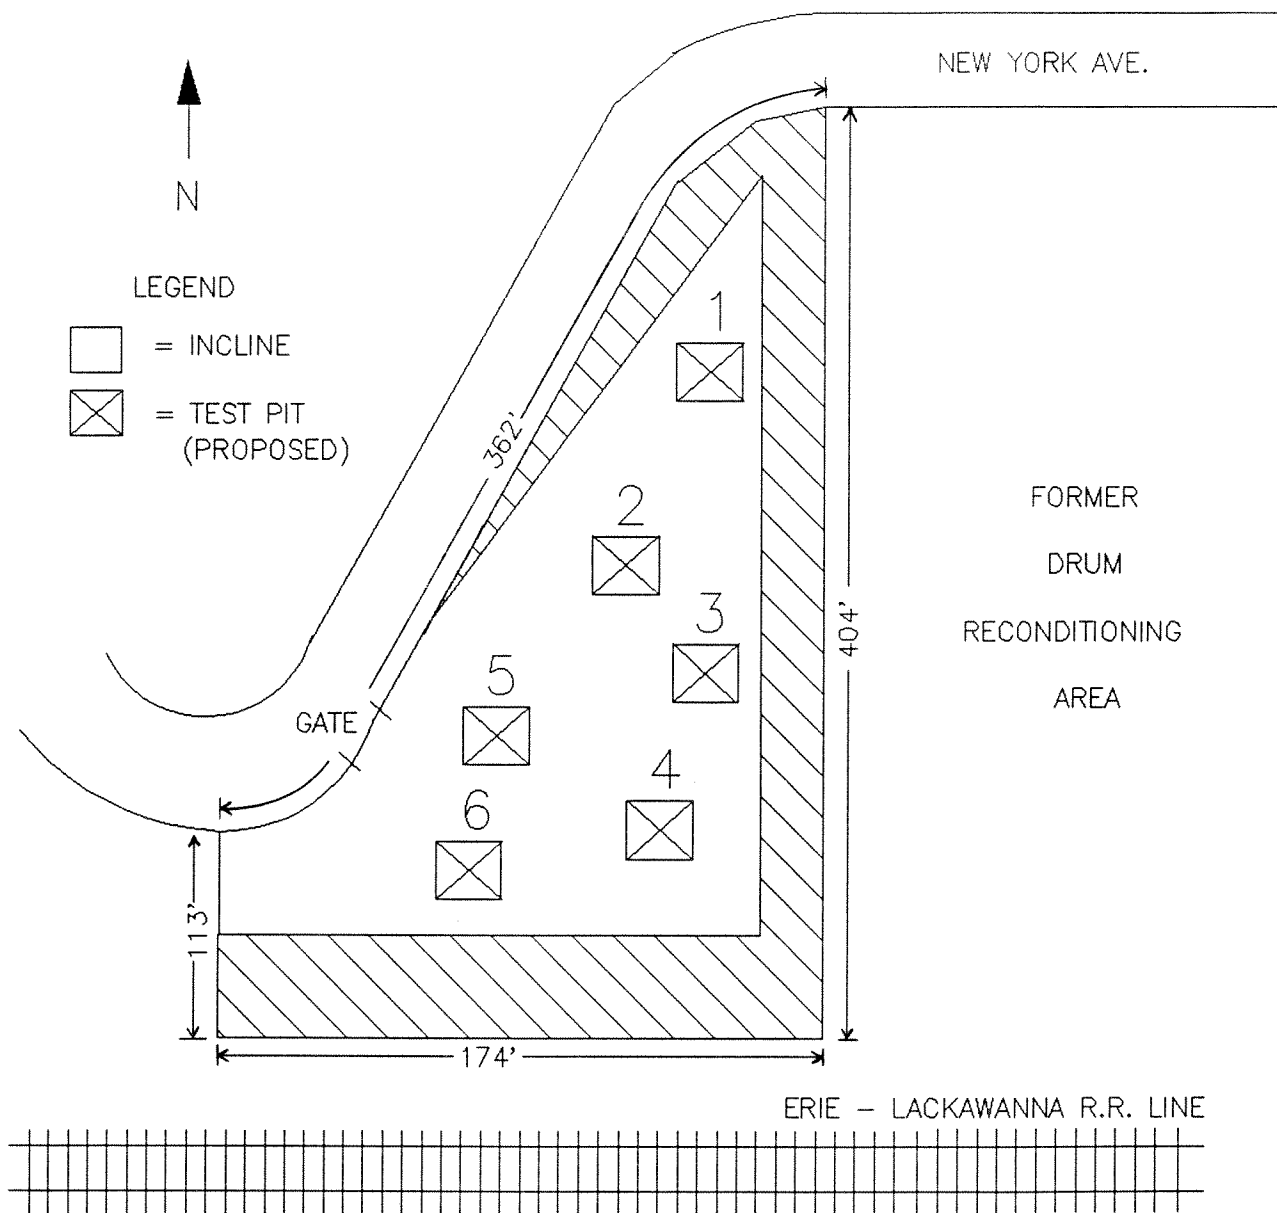 NEW YORK AVE.
N
LEGEND
= INCLINE
= TEST PIT
(PROPOSED)
362'
1
2
3
5
4
6
GATE
404'
FORMER
DRUM
RECONDITIONING
AREA
113'
174'
ERIE - LACKAWANNA R.R. LINE